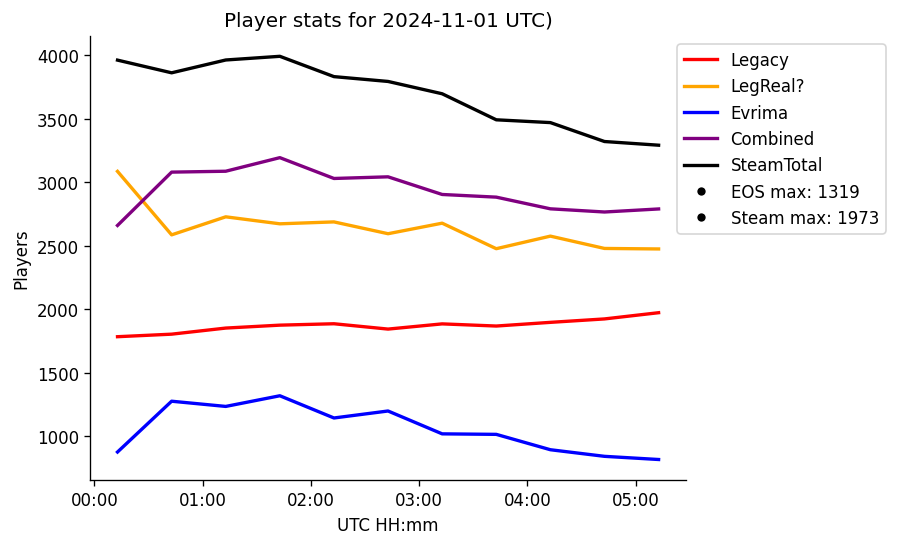 Player stats for 2024-11-01 UTC)
Players
4000
3500
3000
2500
2000
1500
1000
00:00 01:00 02:00 03:00 04:00 05:00
UTC HH:mm
Legacy
LegReal?
Evrima
Combined
SteamTotal
EOS max: 1319
Steam max: 1973